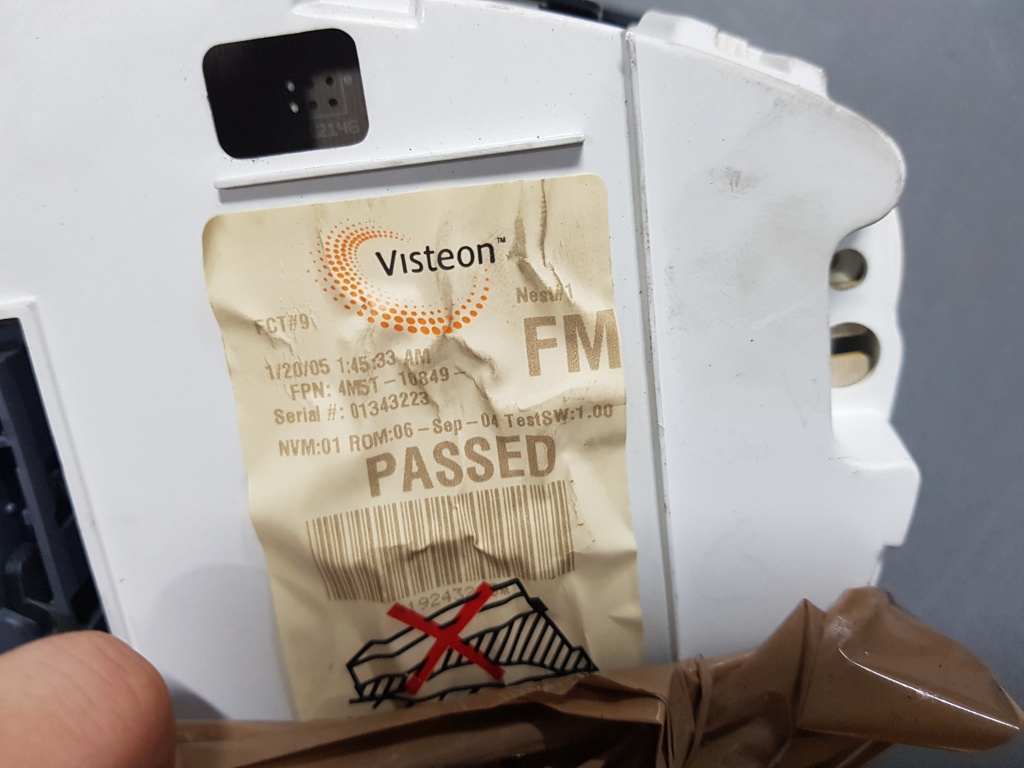 2146
Visteon™
Nest#1
FCT#9
FM
1/20/05 1:45:33 AM
FPN: 4M5T-10849-
Serial #: 01343223
NVM:01 ROM:06-Sep-04 TestSW:1.00
PASSED